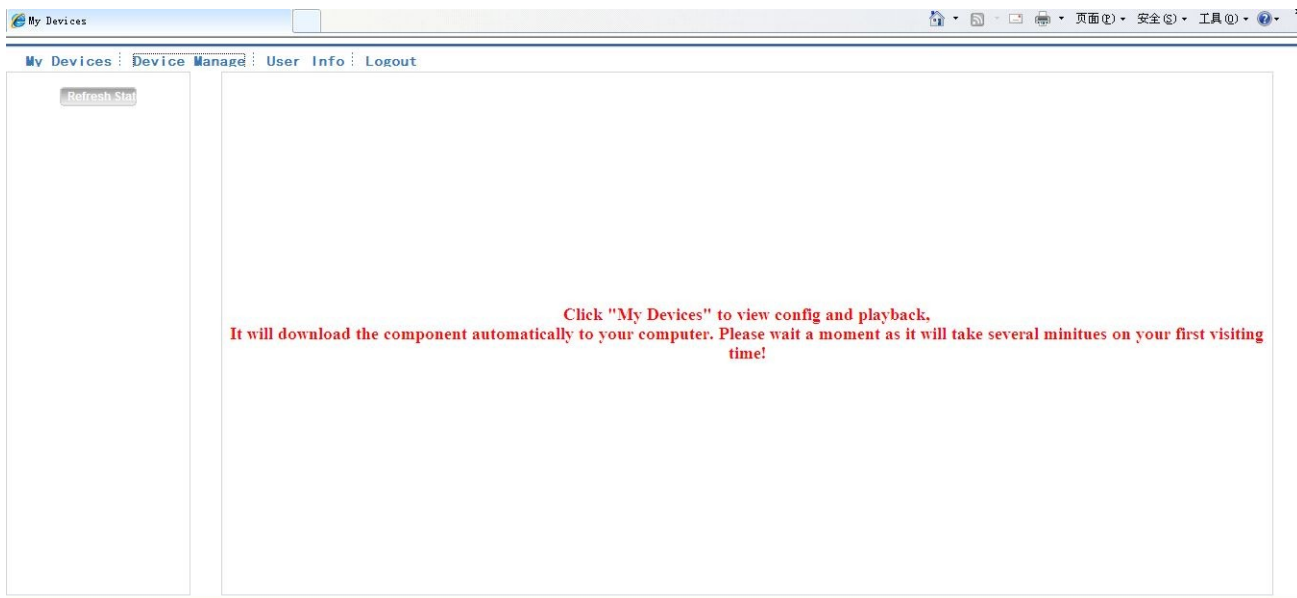 My Devices
页面(P) 安全(S) 工具(O)
My Devices Device Manage User Info Logout
Refresh Stat
Click "My Devices" to view config and playback,
It will download the component automatically to your computer. Please wait a moment as it will take several minitues on your first visiting
time!